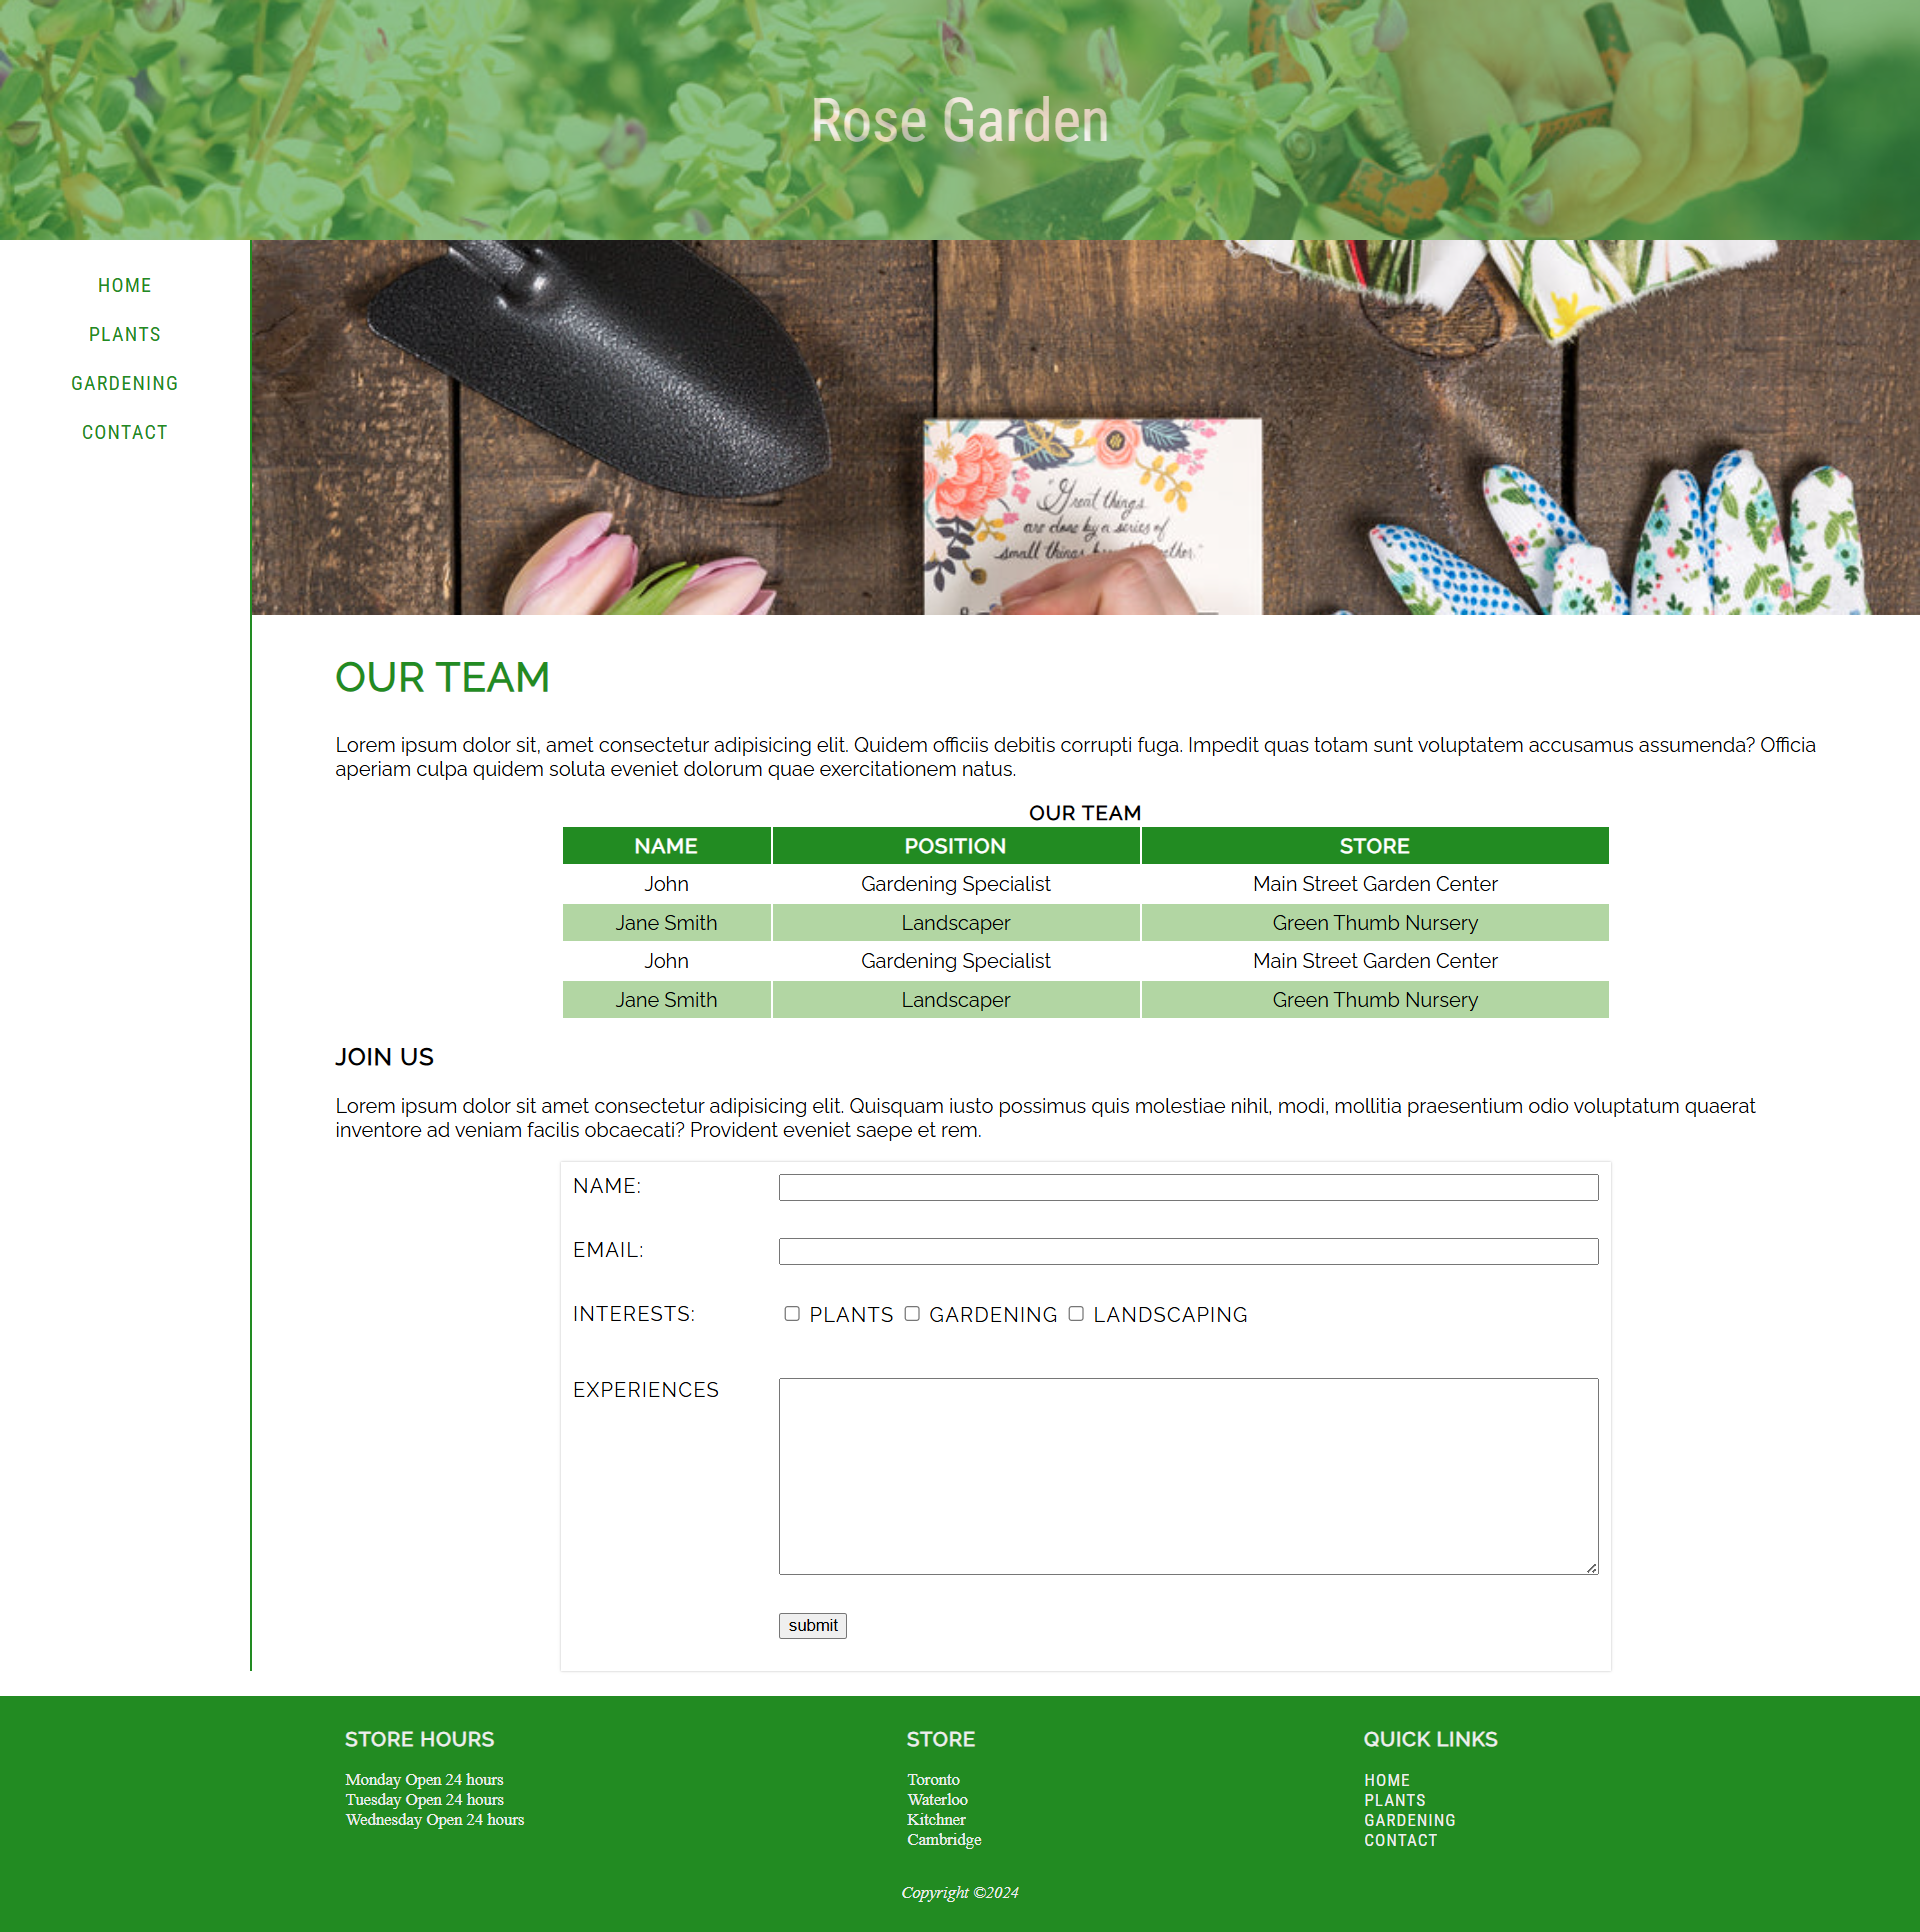 Rose Garden
HOME
PLANTS
GARDENING
CONTACT
"Great things
are done by a series of
small things
OUR TEAM
Lorem ipsum dolor sit, amet consectetur adipisicing elit. Quidem officiis debitis corrupti fuga. Impedit quas totam sunt voluptatem accusamus assumenda? Officia
aperiam culpa quidem soluta eveniet dolorum quae exercitationem natus.
OUR TEAM
NAME POSITION STORE
John Gardening Specialist Main Street Garden Center
Jane Smith Landscaper Green Thumb Nursery
John Gardening Specialist Main Street Garden Center
Jane Smith Landscaper Green Thumb Nursery
JOIN US
Lorem ipsum dolor sit amet consectetur adipisicing elit. Quisquam iusto possimus quis molestiae nihil, modi, mollitia praesentium odio voluptatum quaerat
inventore ad veniam facilis obcaecati? Provident eveniet saepe et rem.
NAME:
EMAIL:
INTERESTS: PLANTS GARDENING LANDSCAPING
EXPERIENCES
submit
STORE HOURS
Monday Open 24 hours
Tuesday Open 24 hours
Wednesday Open 24 hours
STORE
Toronto
Waterloo
Kitchner
Cambridge
QUICK LINKS
HOME
PLANTS
GARDENING
CONTACT
Copyright ©2024